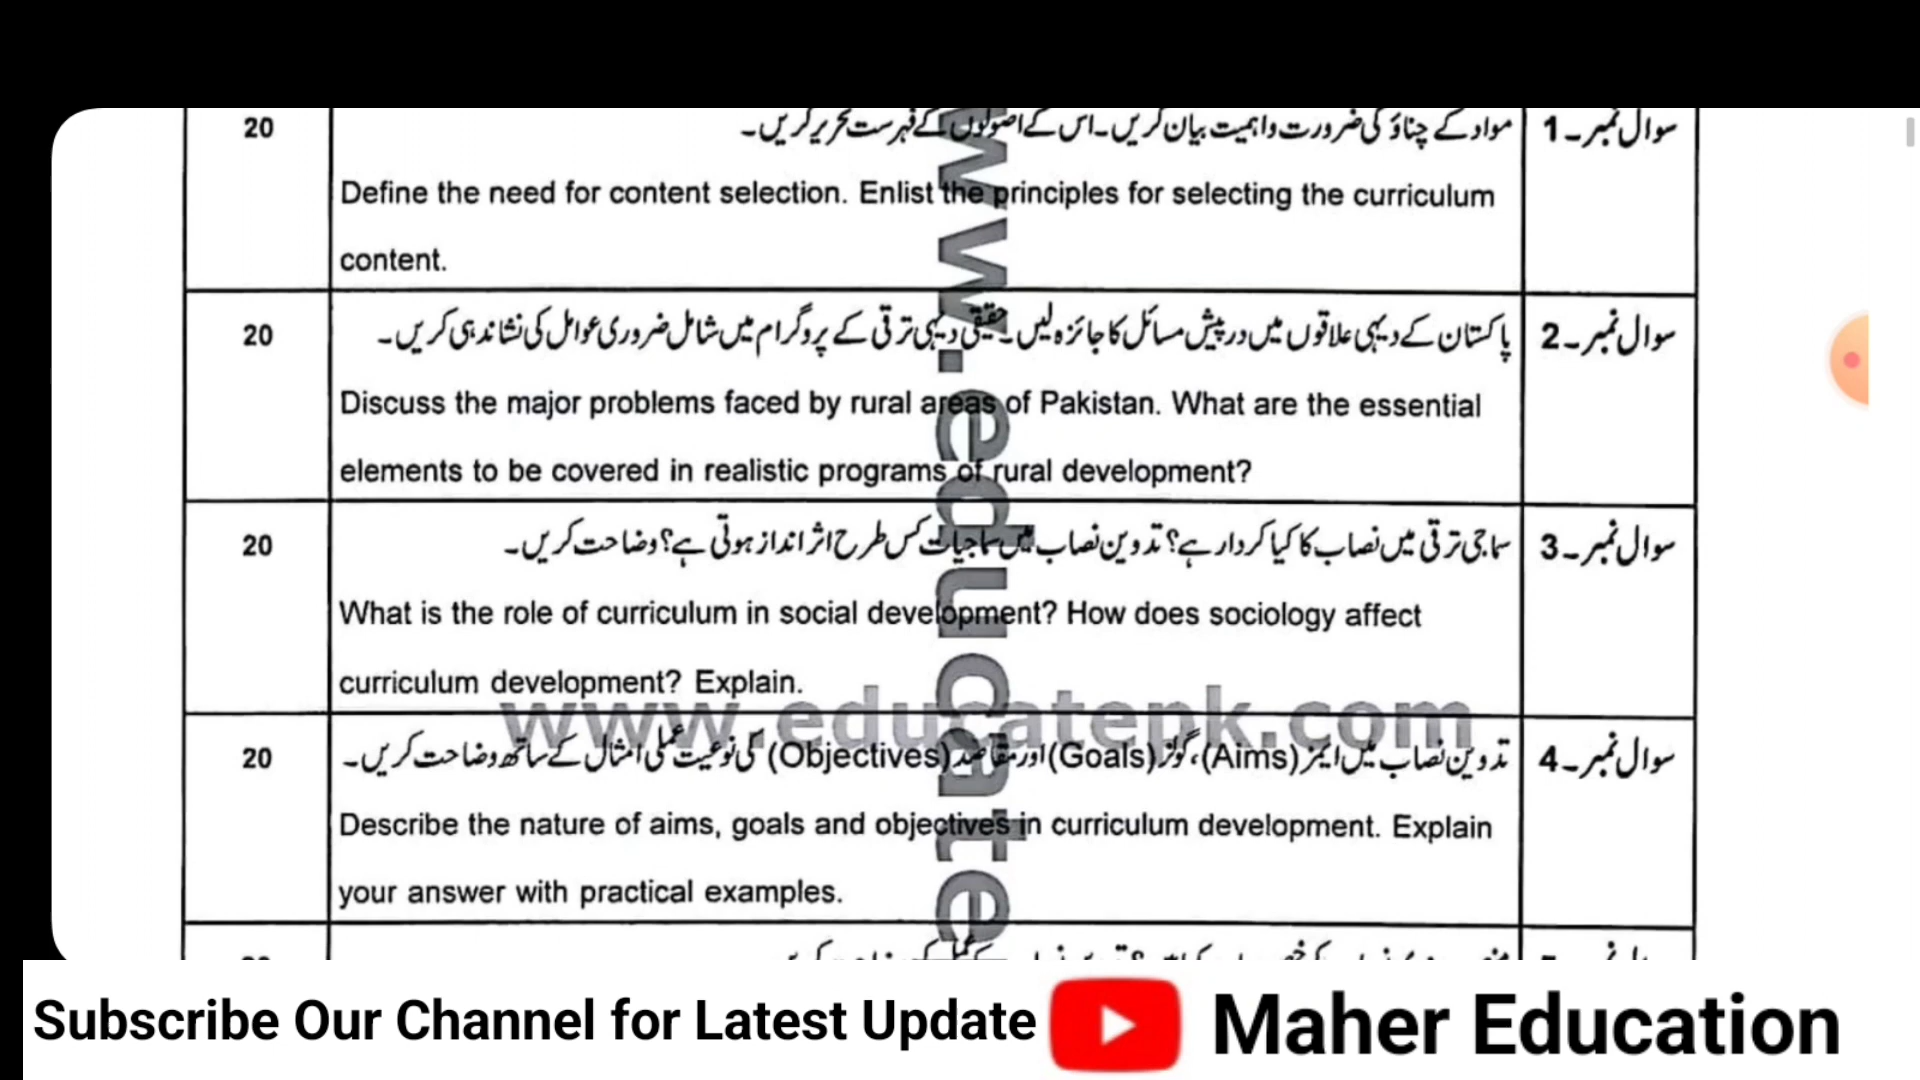 سوال نمبر۔1
مواد کے چناؤ کی ضرورت و اہمیت بیان کریں۔ اس کے اصولوں کے فہرست تحریر کریں۔
20
Define the need for content selection. Enlist the principles for selecting the curriculum
content.
سوال نمبر۔2
پاکستان کے دیہی علاقوں میں درپیش مسائل کا جائزہ لیں۔ حقیقی دیہی ترقی کے پروگرام میں شامل ضروری عوامل کی نشاندہی کریں۔
20
Discuss the major problems faced by rural areas of Pakistan. What are the essential
elements to be covered in realistic programs of rural development?
سوال نمبر۔3
سماجی ترقی میں نصاب کا کیا کردار ہے؟ تدوین نصاب میں سماجیات کس طرح اثر انداز ہوتی ہے؟ وضاحت کریں۔
20
What is the role of curriculum in social development? How does sociology affect
curriculum development? Explain.
سوال نمبر۔4
تدوین نصاب میں ایمز (Aims)، گولز (Goals) اور مقاصد (Objectives) کی نوعیت عملی امثال کے ساتھ وضاحت کریں۔
20
Describe the nature of aims, goals and objectives in curriculum development. Explain
your answer with practical examples.
www.educatepk.com
ww.educate
Subscribe Our Channel for Latest Update
Maher Education